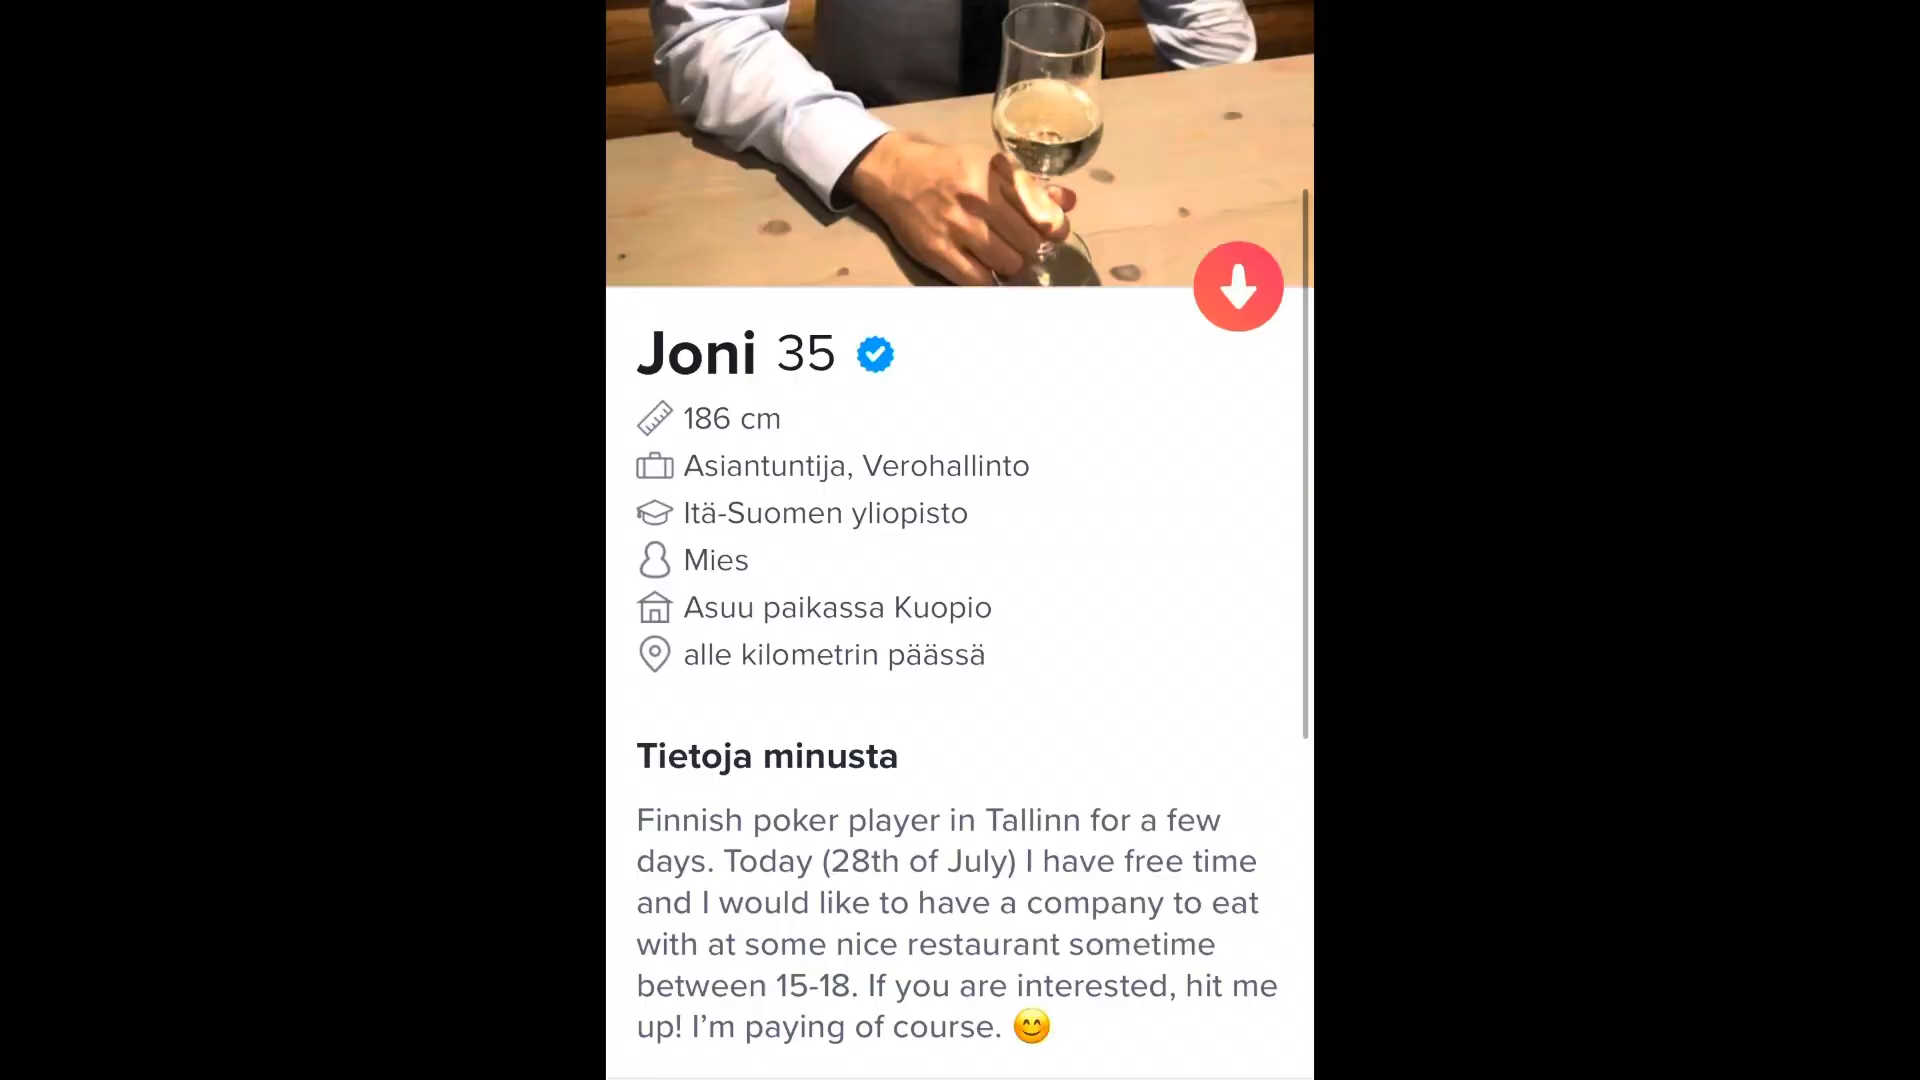 Joni 35
186 cm
Asiantuntija, Verohallinto
Itä-Suomen yliopisto
Mies
Asuu paikassa Kuopio
alle kilometrin päässä
Tietoja minusta
Finnish poker player in Tallinn for a few
days. Today (28th of July) I have free time
and I would like to have a company to eat
with at some nice restaurant sometime
between 15-18. If you are interested, hit me
up! I’m paying of course. 😊